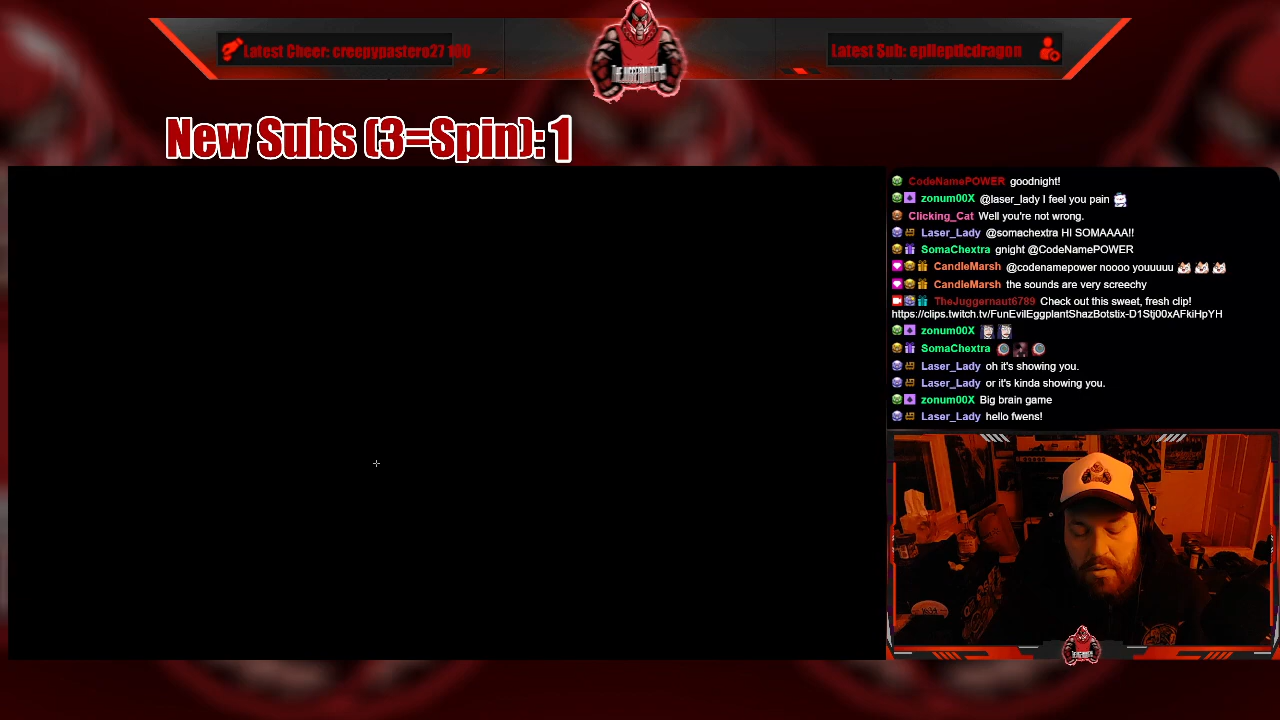 Latest Cheer: creepypastero27 100
Latest Sub: epilepticdragon
New Subs (3=Spin): 1
CodeNamePOWER goodnight!
zonum00X @laser_lady I feel you pain
Clicking_Cat Well you're not wrong.
Laser_Lady @somachextra HI SOMAAAA!!
SomaChextra gnight @CodeNamePOWER
CandleMarsh @codenamepower noooo youuuuu
CandleMarsh the sounds are very screechy
TheJuggernaut6789 Check out this sweet, fresh clip!
https://clips.twitch.tv/FunEvilEggplantShazBotstix-D1Stj00xAFkiHpYH
zonum00X
SomaChextra
Laser_Lady oh it's showing you.
Laser_Lady or it's kinda showing you.
zonum00X Big brain game
Laser_Lady hello fwens!